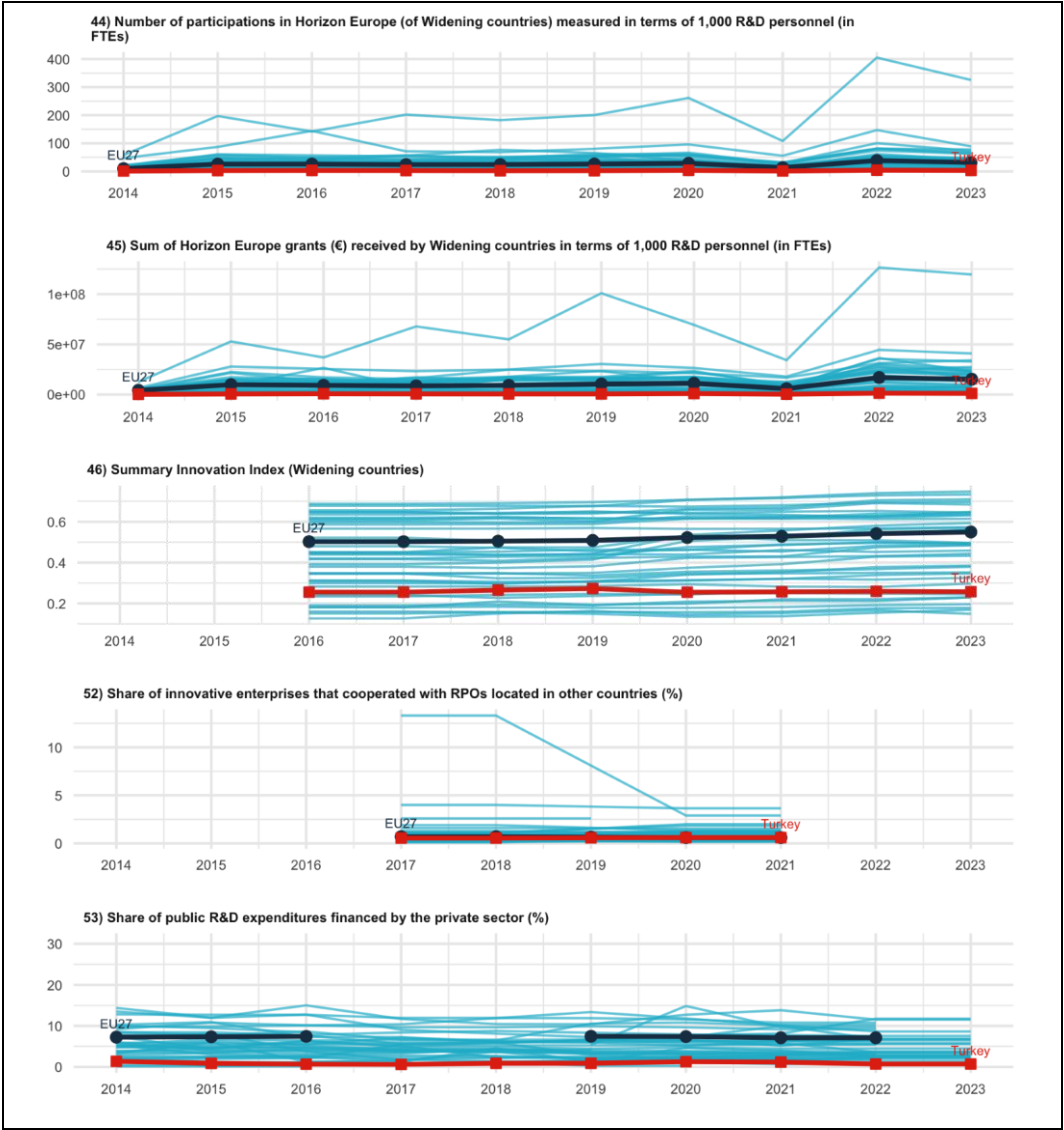 44) Number of participations in Horizon Europe (of Widening countries) measured in terms of 1,000 R&D personnel (in
FTEs)
400
300
200
100
0
EU27
Turkey
2014 2015 2016 2017 2018 2019 2020 2021 2022 2023
45) Sum of Horizon Europe grants (€) received by Widening countries in terms of 1,000 R&D personnel (in FTEs)
1e+08
5e+07
0e+00
EU27
Turkey
2014 2015 2016 2017 2018 2019 2020 2021 2022 2023
46) Summary Innovation Index (Widening countries)
0.6
0.4
0.2
EU27
Turkey
2014 2015 2016 2017 2018 2019 2020 2021 2022 2023
52) Share of innovative enterprises that cooperated with RPOs located in other countries (%)
10
5
0
EU27
Turkey
2014 2015 2016 2017 2018 2019 2020 2021 2022 2023
53) Share of public R&D expenditures financed by the private sector (%)
30
20
10
0
EU27
Turkey
2014 2015 2016 2017 2018 2019 2020 2021 2022 2023